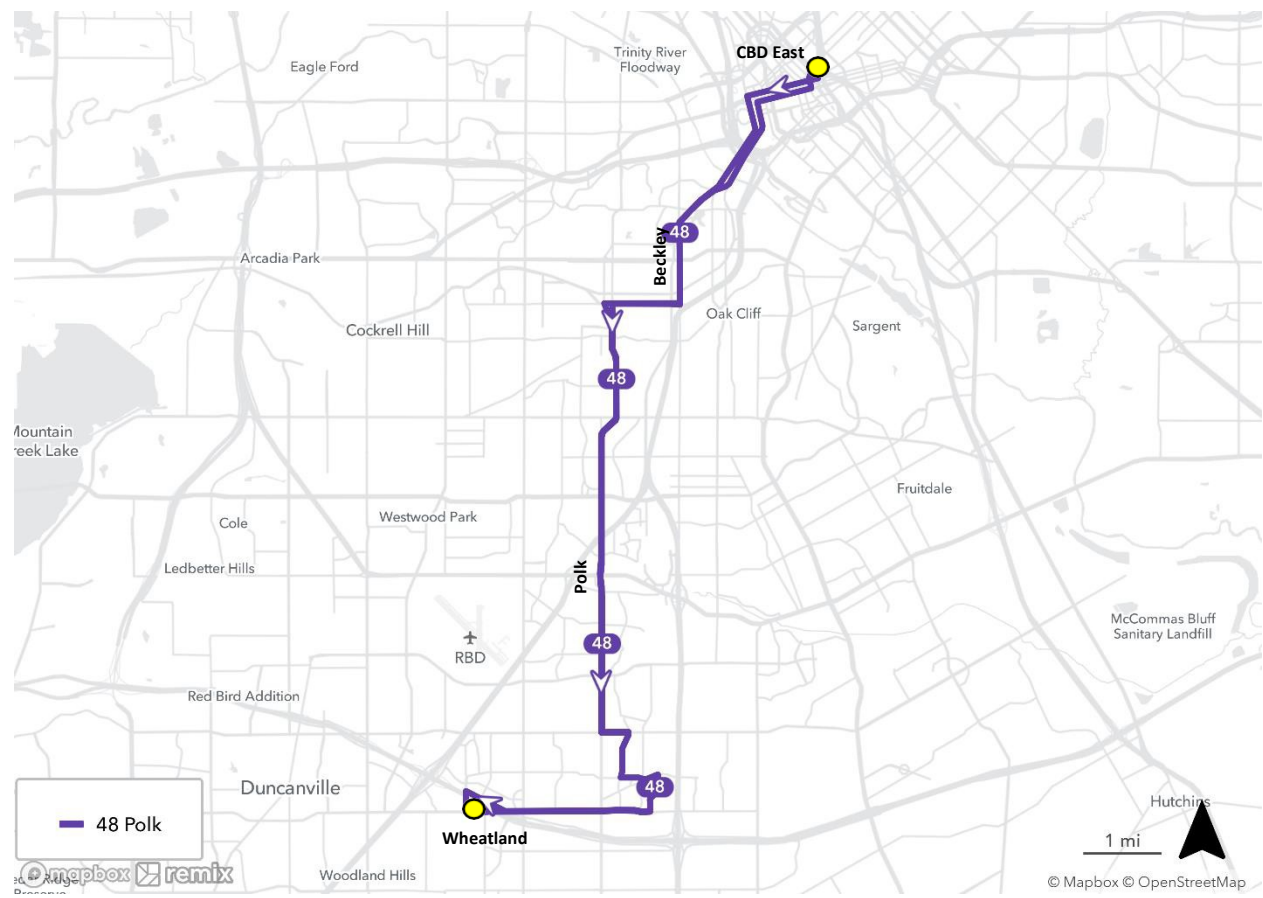 CBD East
Trinity River
Floodway
Eagle Ford
48
Beckley
Arcadia Park
Oak Cliff
Cockrell Hill
Sargent
48
Mountain
reek Lake
Fruitdale
Westwood Park
Cole
Ledbetter Hills
Polk
McCommas Bluff
Sanitary Landfill
48
RBD
Red Bird Addition
48
Duncanville
Hutchins
48 Polk
Wheatland
1 mi
mapbox remix
Woodland Hills
© Mapbox © OpenStreetMap